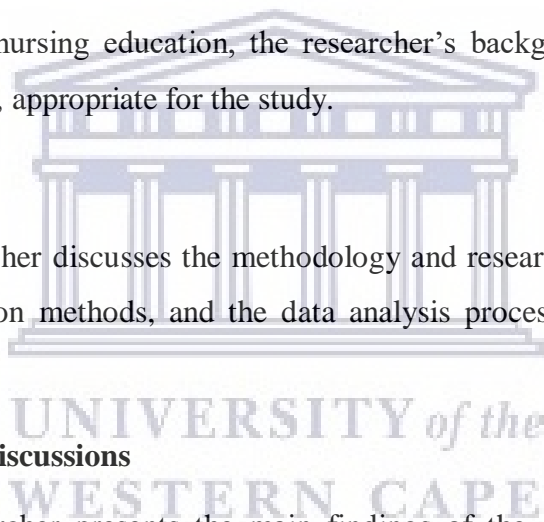 nursing education, the researcher's backg
, appropriate for the study.
her discusses the methodology and resear
on methods, and the data analysis proces
UNIVERSITY of the
iscussions
WESTERN CAPE
rcher presents the main findings of the